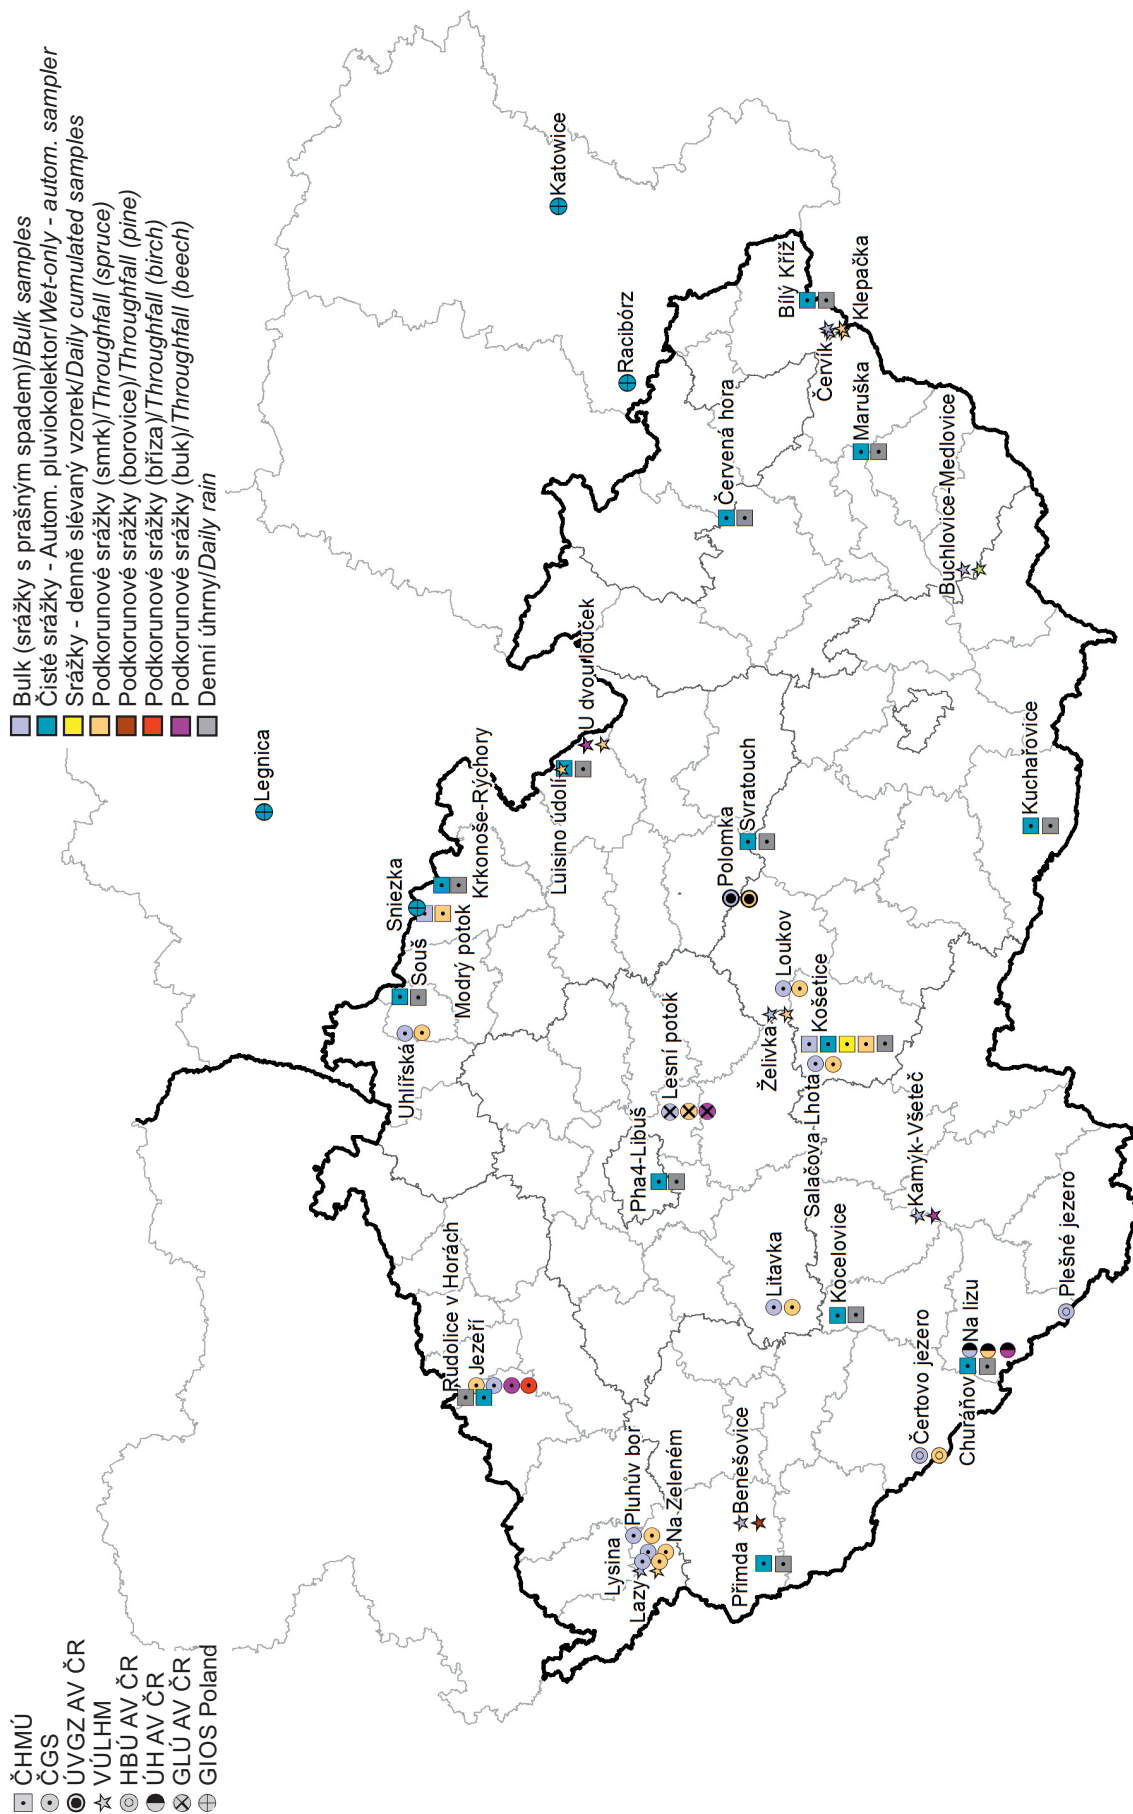 ČHMÚ
ČGS
ÚVGZ AV ČR
VÚLHM
HBÚ AV ČR
ÚH AV ČR
GLÚ AV ČR
GIOS Poland
Bulk (srážky s prašným spadem)/Bulk samples
Čisté srážky - Autom. pluviokolektor/Wet-only - autom. sampler
Srážky - denně slévaný vzorek/Daily cumulated samples
Podkorunové srážky (smrk)/Throughfall (spruce)
Podkorunové srážky (borovice)/Throughfall (pine)
Podkorunové srážky (bříza)/Throughfall (birch)
Podkorunové srážky (buk)/Throughfall (beech)
Denní úhrny/Daily rain
Legnica
Katowice
Racibórz
Sniezka
Souš
Uhlířská
Modrý potok
Krkonoše-Rýchory
Rudolice v Horách
Jezeří
Luisino údolí
U dvourlouček
Lysina
Lazy
Pluhův bor
Na Zeleném
Pha4-Libuš
Lesní potok
Polomka
Svratouch
Červená hora
Bílý Kříž
Červík
Klepačka
Maruška
Přimda
Benešovice
Litavka
Kocelovice
Želivka
Loukov
Košetice
Salačova Lhota
Buchlovice-Medlovice
Kamýk-Všeteč
Čertovo jezero
Churáňov
Na lizu
Plešné jezero
Kuchařovice